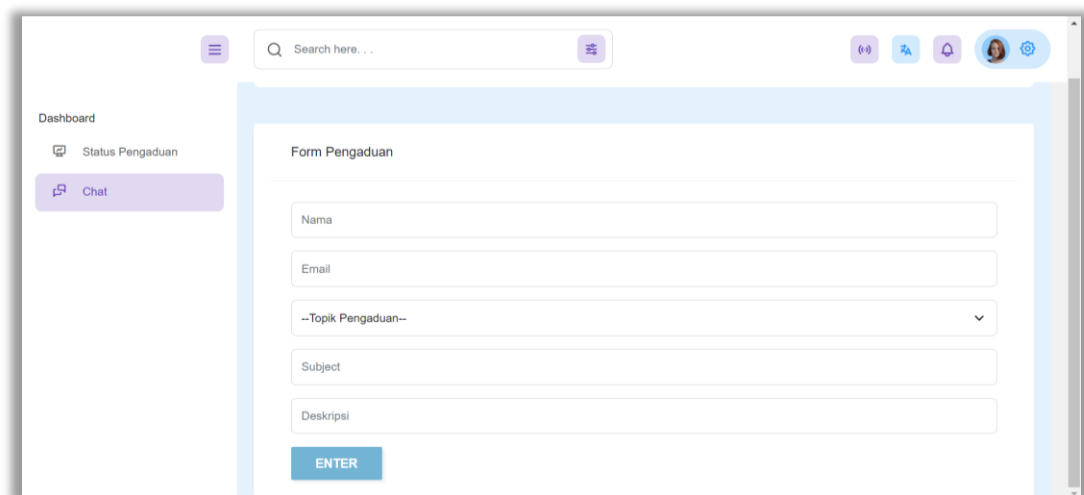 Search here. . .
Dashboard
Status Pengaduan
Chat
Form Pengaduan
Nama
Email
--Topik Pengaduan--
Subject
Deskripsi
ENTER